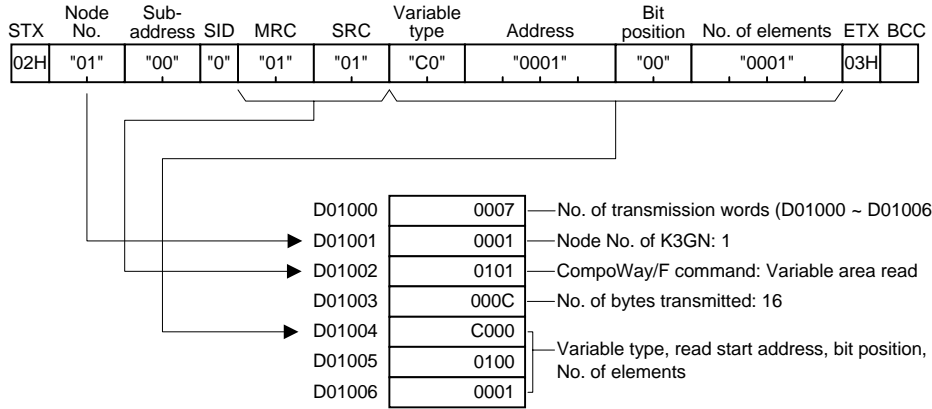 STX Node No. Sub-address SID MRC SRC Variable type Address Bit position No. of elements ETX BCC
02H "01" "00" "0" "01" "01" "C0" "0001" "00" "0001" 03H
D01000 0007 No. of transmission words (D01000 ~ D01006
D01001 0001 Node No. of K3GN: 1
D01002 0101 CompoWay/F command: Variable area read
D01003 000C No. of bytes transmitted: 16
D01004 C000
Variable type, read start address, bit position,
D01005 0100
No. of elements
D01006 0001